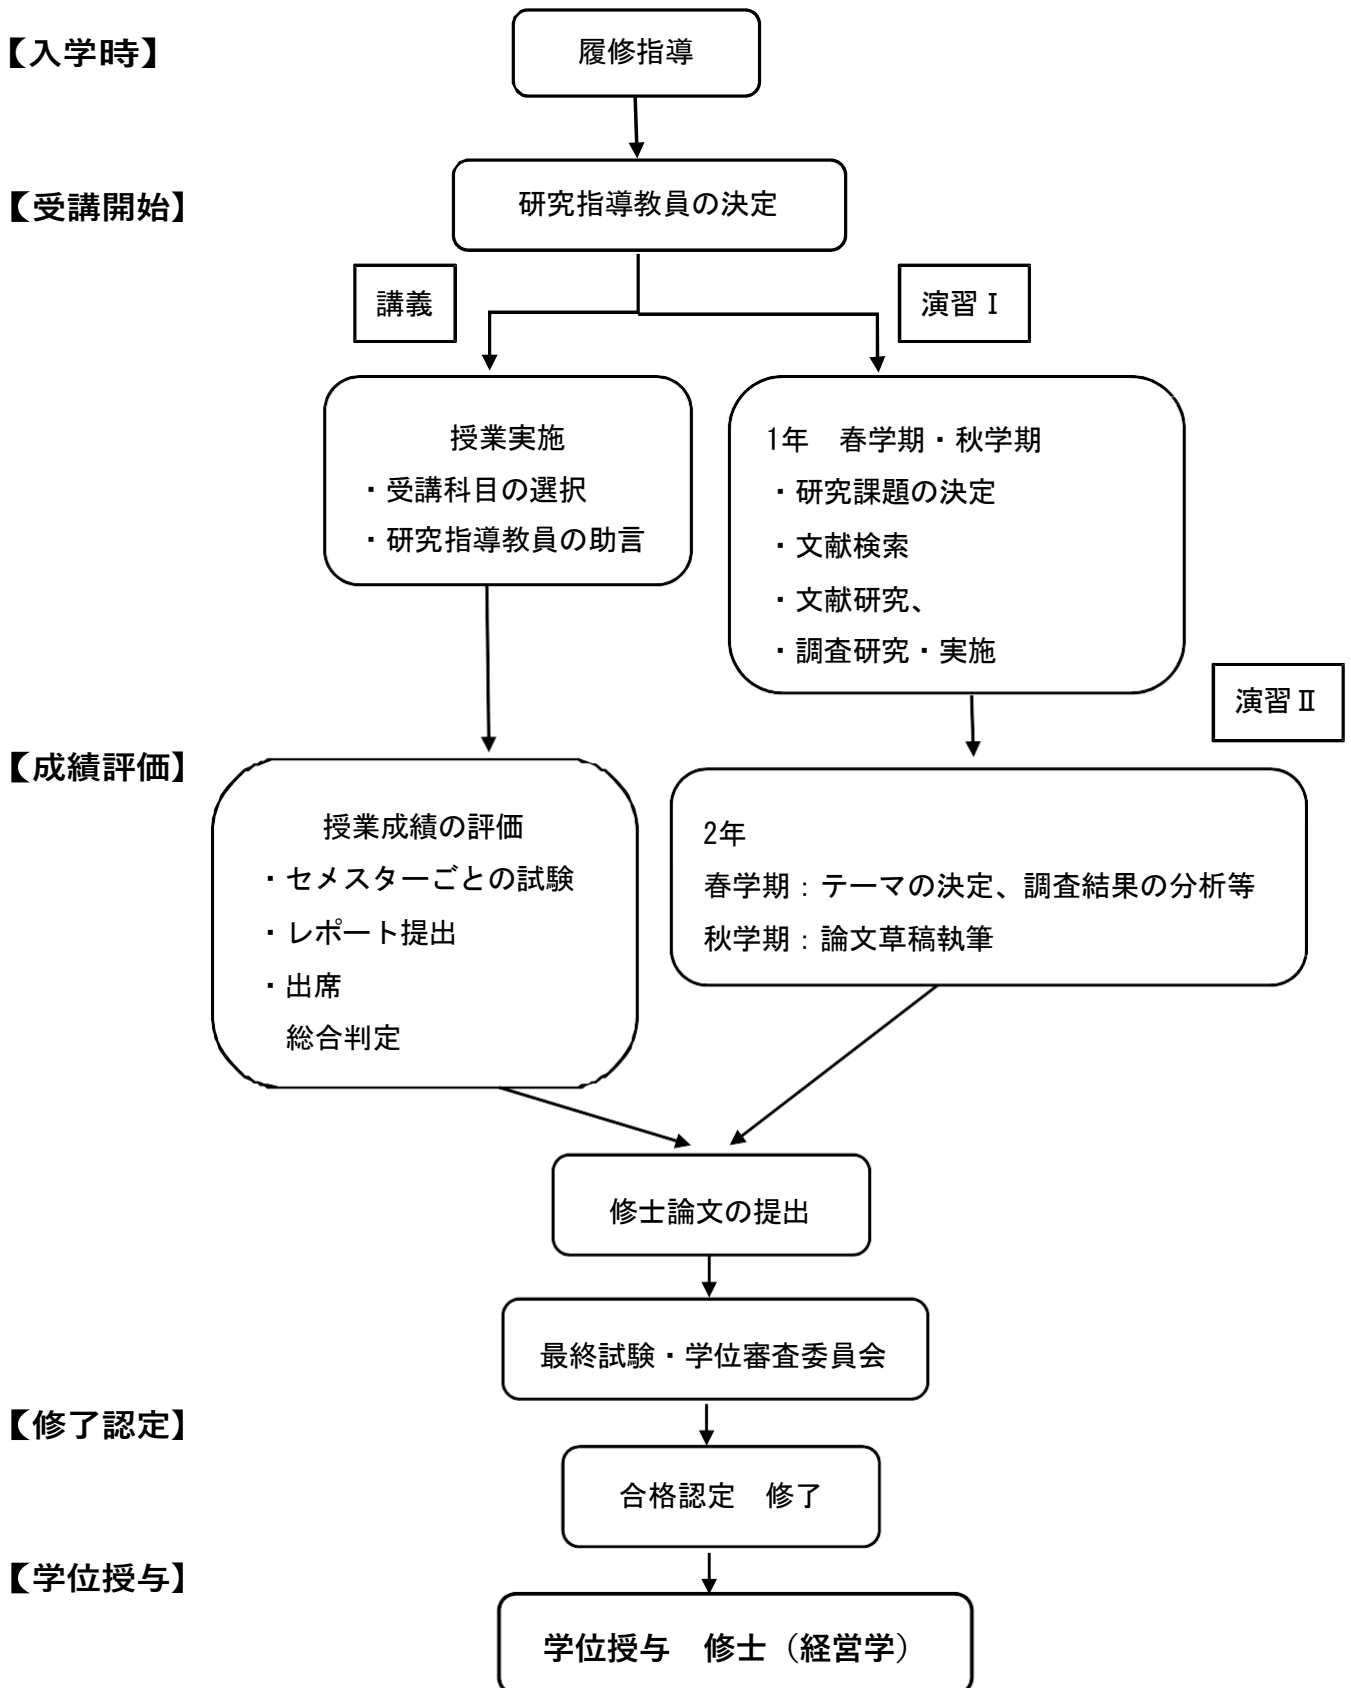 【入学時】
履修指導
【受講開始】
研究指導教員の決定
講義
演習Ⅰ
授業実施
・受講科目の選択
・研究指導教員の助言
1年　春学期・秋学期
・研究課題の決定
・文献検索
・文献研究、
・調査研究・実施
演習Ⅱ
【成績評価】
授業成績の評価
・セメスターごとの試験
・レポート提出
・出席
総合判定
2年
春学期：テーマの決定、調査結果の分析等
秋学期：論文草稿執筆
修士論文の提出
最終試験・学位審査委員会
【修了認定】
合格認定　修了
【学位授与】
学位授与　修士（経営学）